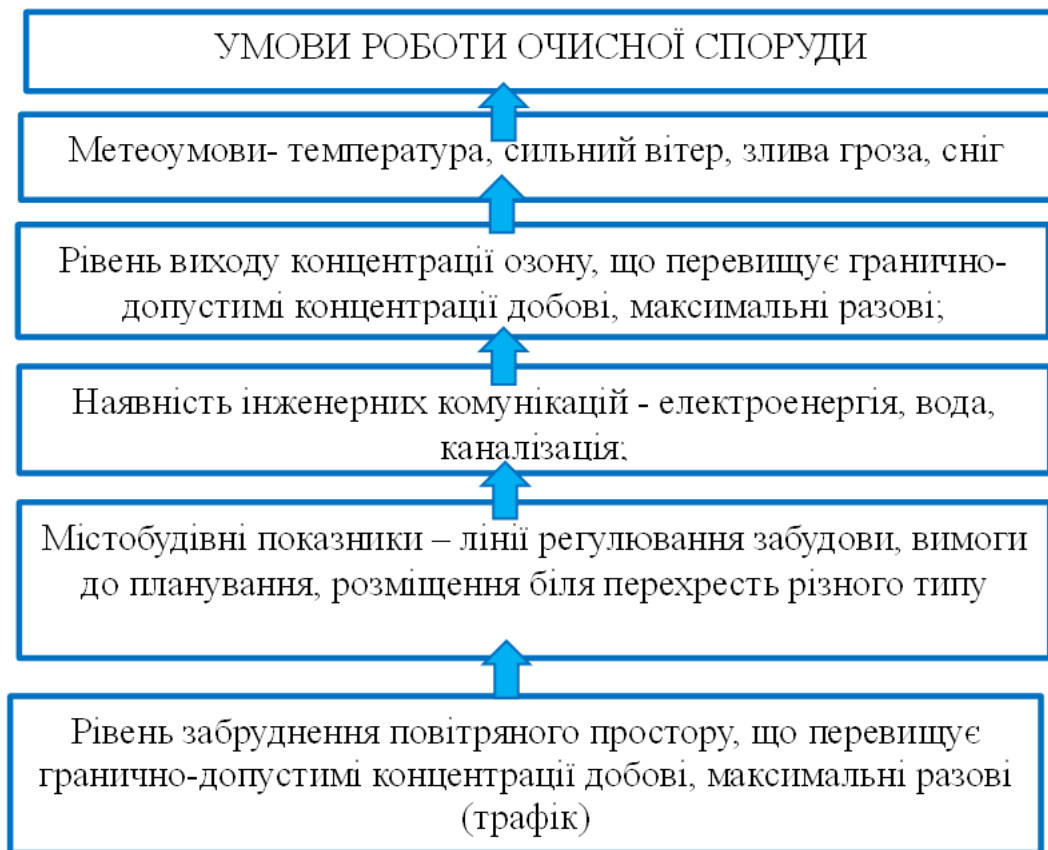 УМОВИ РОБОТИ ОЧИСНОЇ СПОРУДИ
Метеоумови- температура, сильний вітер, злива гроза, сніг
Рівень виходу концентрації озону, що перевищує гранично-
допустимі концентрації добові, максимальні разові;
Наявність інженерних комунікацій - електроенергія, вода,
каналізація;
Містобудівні показники – лінії регулювання забудови, вимоги
до планування, розміщення біля перехресть різного типу
Рівень забруднення повітряного простору, що перевищує
гранично-допустимі концентрації добові, максимальні разові
(трафік)